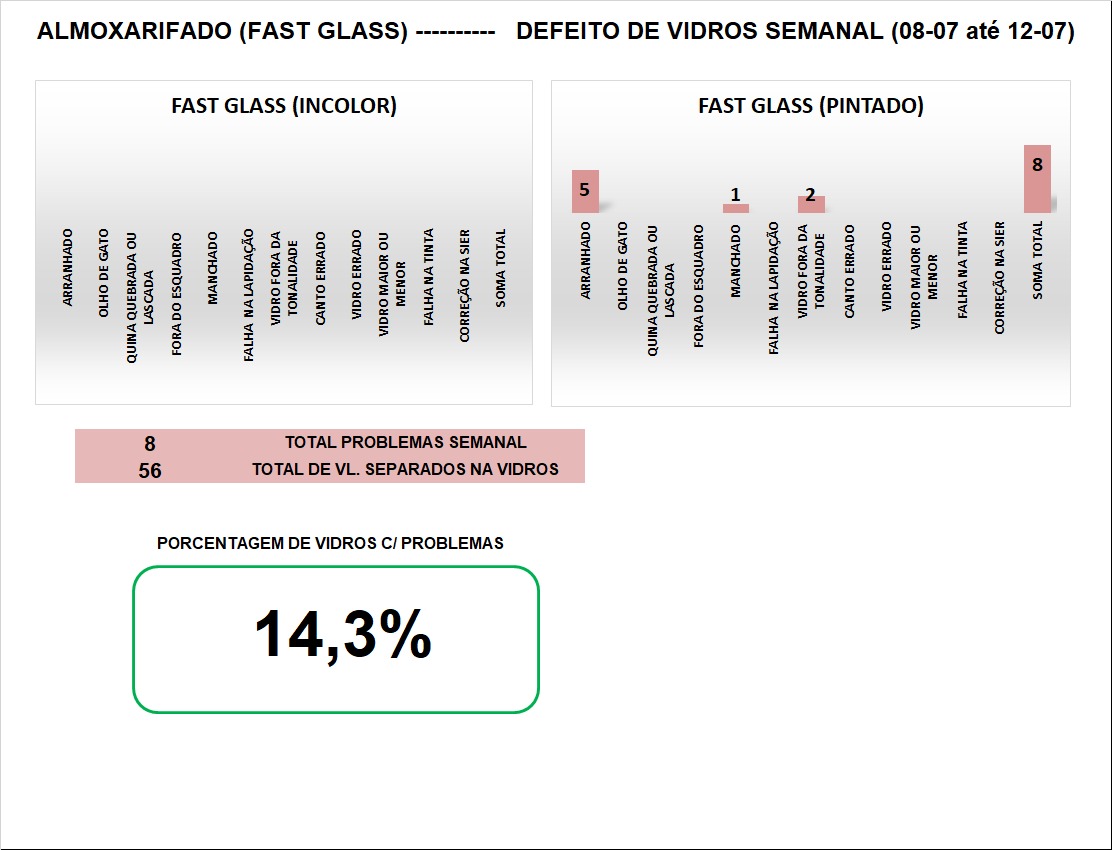 ALMOXARIFADO (FAST GLASS) ---------- DEFEITO DE VIDROS SEMANAL (08-07 até 12-07)
FAST GLASS (INCOLOR)
ARRANHADO
OLHO DE GATO
QUINA QUEBRADA OU
LASCADA
FORA DO ESQUADRO
MANCHADO
FALHA NA LAPIDAÇÃO
VIDRO FORA DA
TONALIDADE
CANTO ERRADO
VIDRO ERRADO
VIDRO MAIOR OU
MENOR
FALHA NA TINTA
CORREÇÃO NA SIER
SOMA TOTAL
FAST GLASS (PINTADO)
5
1
2
8
ARRANHADO
OLHO DE GATO
QUINA QUEBRADA OU
LASCADA
FORA DO ESQUADRO
MANCHADO
FALHA NA LAPIDAÇÃO
VIDRO FORA DA
TONALIDADE
CANTO ERRADO
VIDRO ERRADO
VIDRO MAIOR OU
MENOR
FALHA NA TINTA
CORREÇÃO NA SIER
SOMA TOTAL
8 TOTAL PROBLEMAS SEMANAL
56 TOTAL DE VL. SEPARADOS NA VIDROS
PORCENTAGEM DE VIDROS C/ PROBLEMAS
14,3%